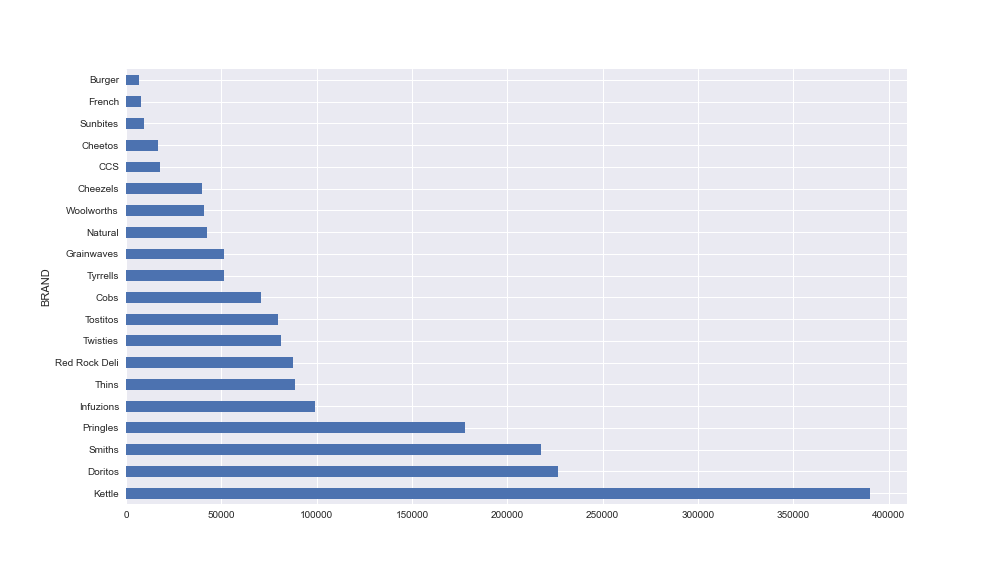 Burger
French
Sunbites
Cheetos
CCS
Cheezels
Woolworths
Natural
Grainwaves
Tyrrells
Cobs
Tostitos
Twisties
Red Rock Deli
Thins
Infuzions
Pringles
Smiths
Doritos
Kettle
BRAND
0 50000 100000 150000 200000 250000 300000 350000 400000